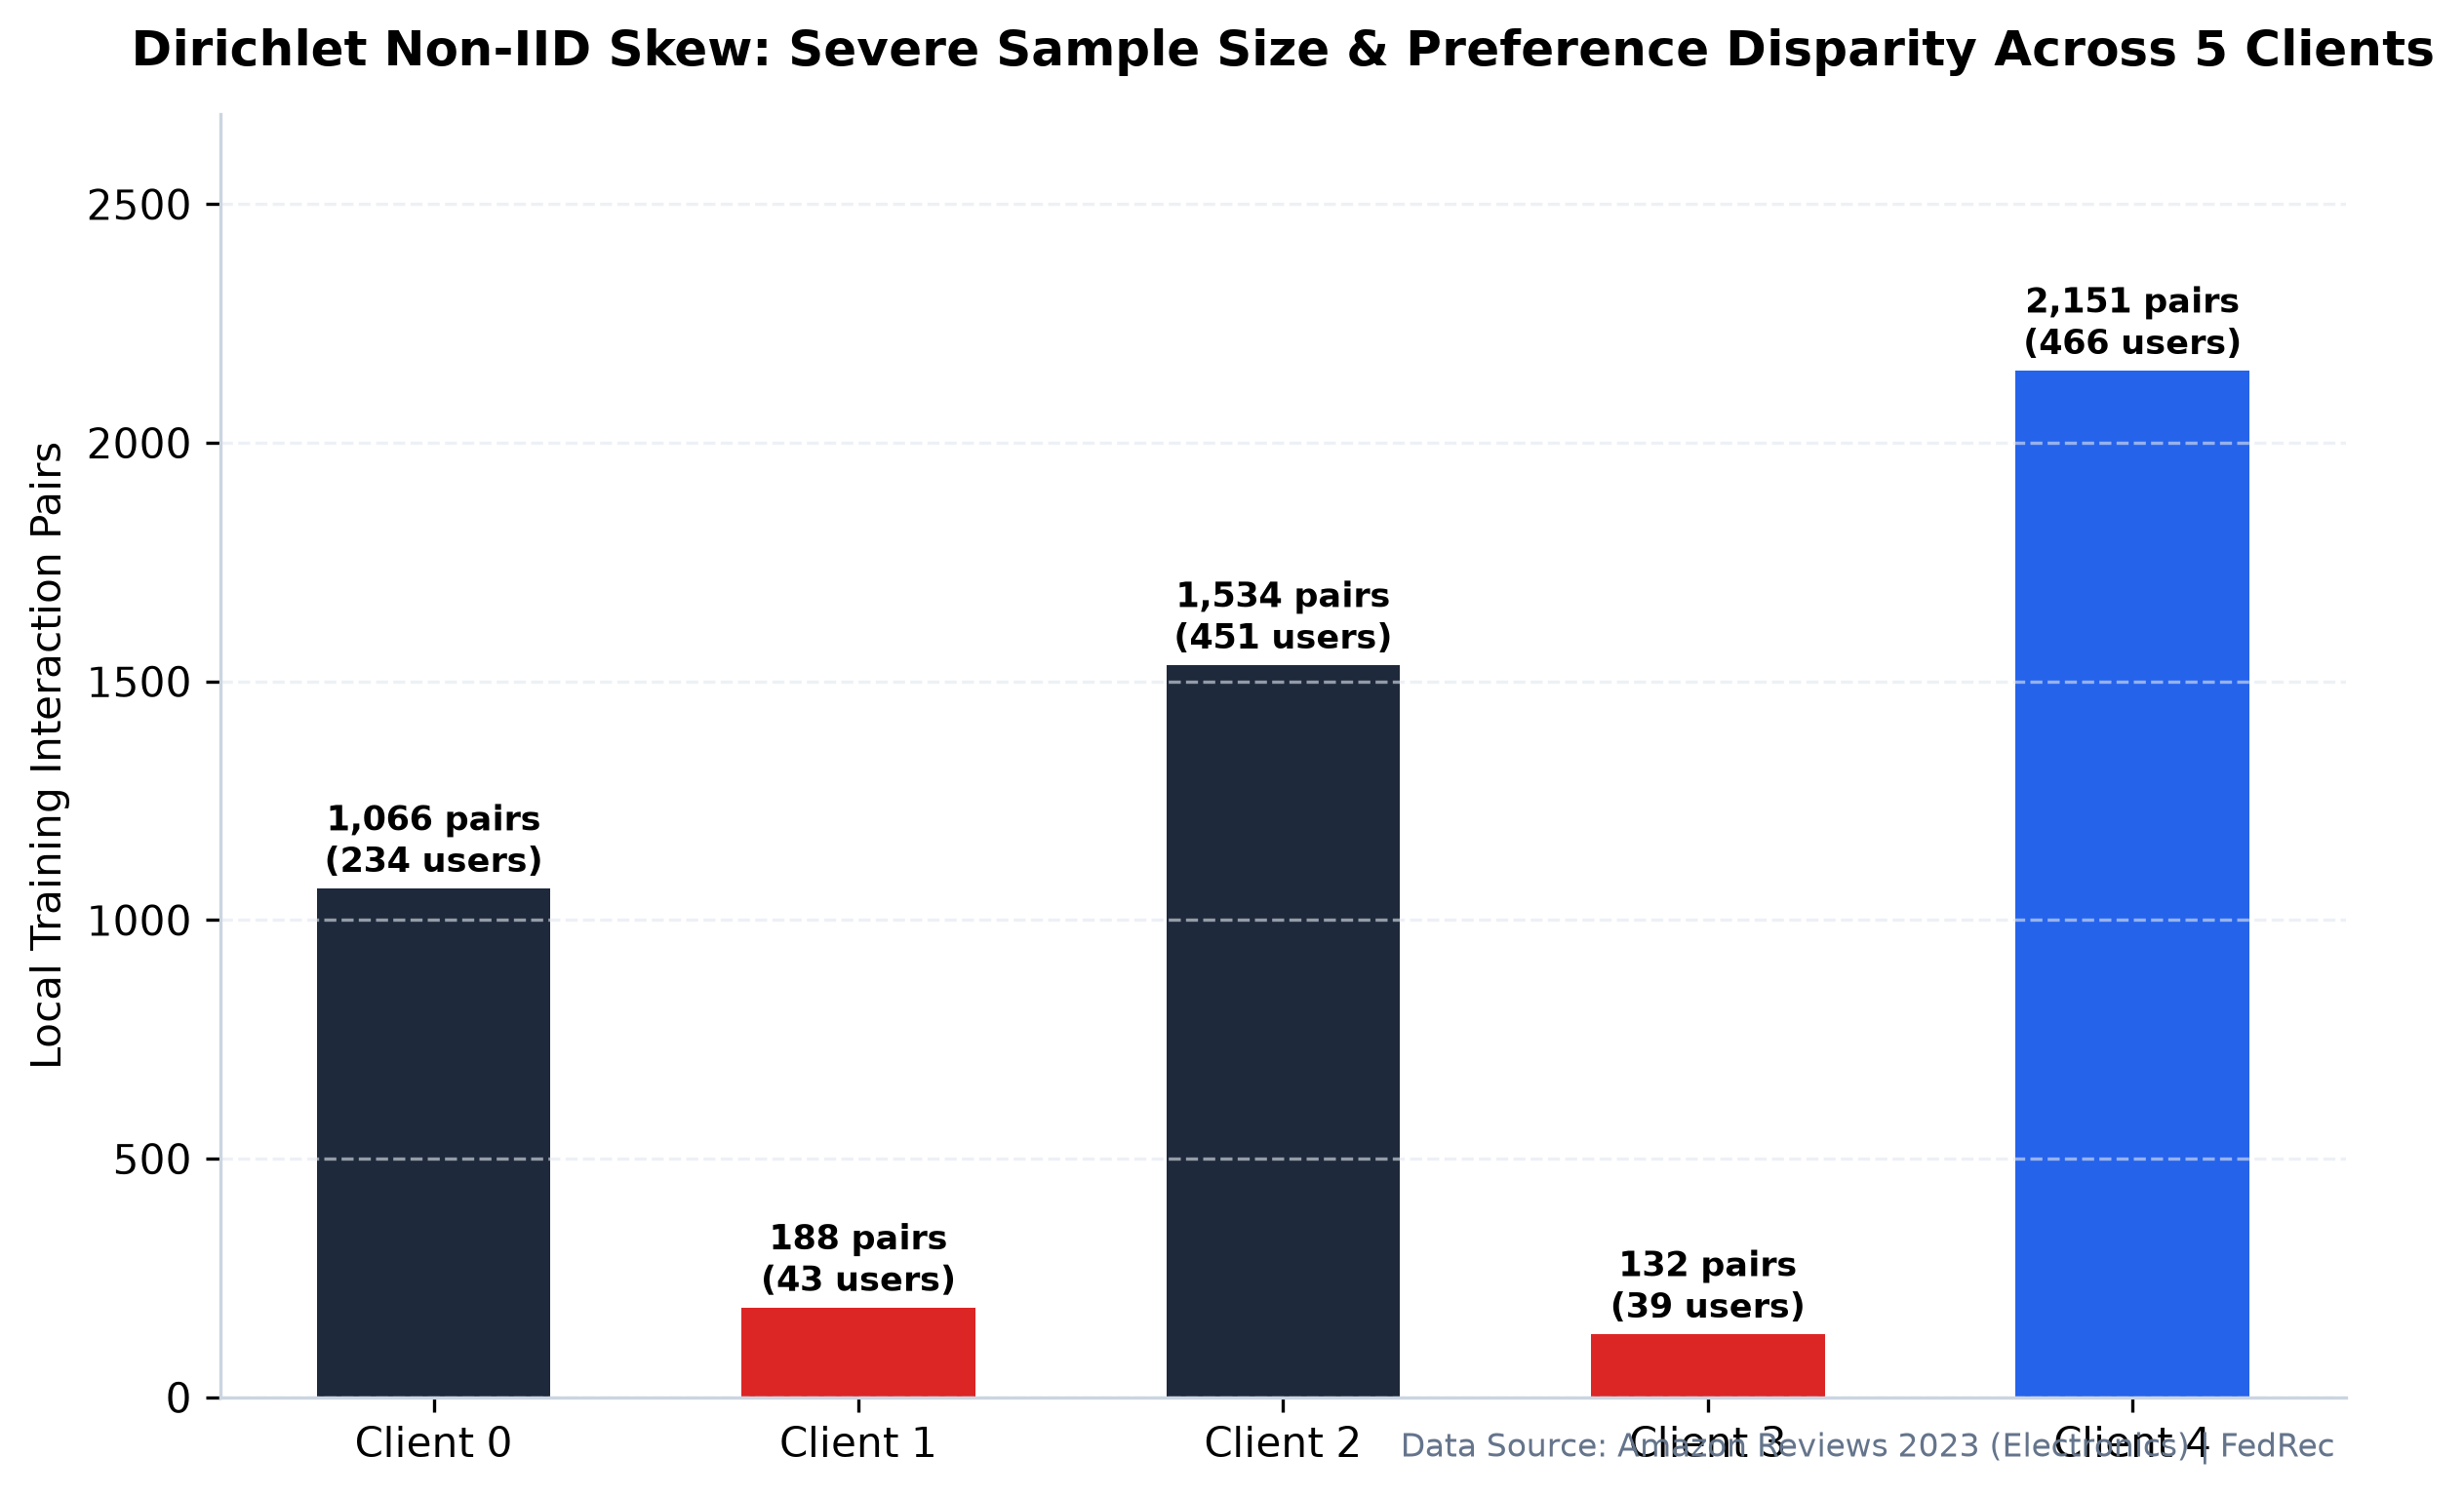 Dirichlet Non-IID Skew: Severe Sample Size & Preference Disparity Across 5 Clients
Local Training Interaction Pairs
2500
2000
1500
1000
500
0
1,066 pairs
(234 users)
188 pairs
(43 users)
1,534 pairs
(451 users)
132 pairs
(39 users)
2,151 pairs
(466 users)
Client 0
Client 1
Client 2
Client 3
Client 4
Data Source: Amazon Reviews 2023 (Electronics) | FedRec